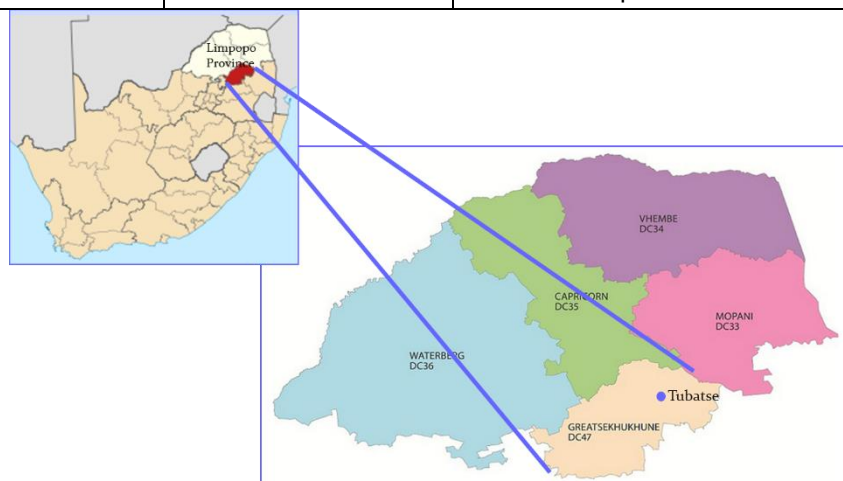 Limpopo
Province
VHEMBE
DC34
CAPRICORN
DC35
MOPANI
DC33
WATERBERG
DC36
Tubatse
GREATSEKHUKHUNE
DC47